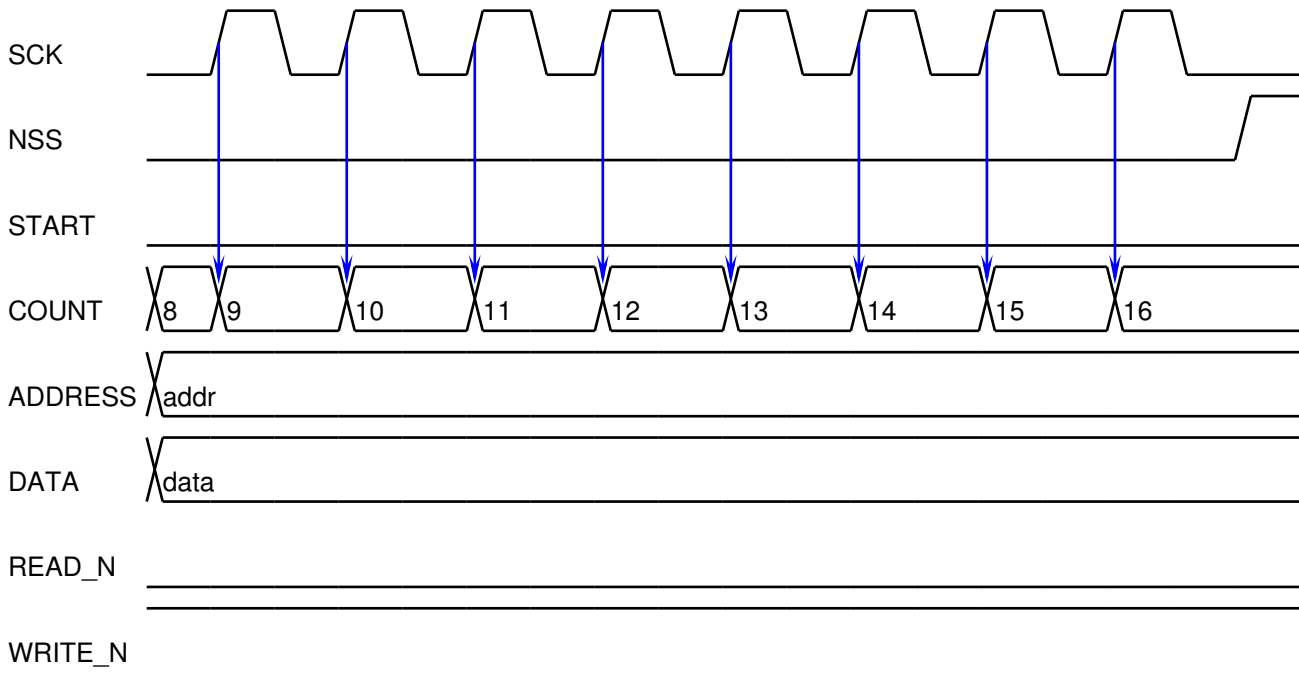 SCK
NSS
START
COUNT 8 9 10 11 12 13 14 15 16
ADDRESS addr
DATA data
READ_N
WRITE_N